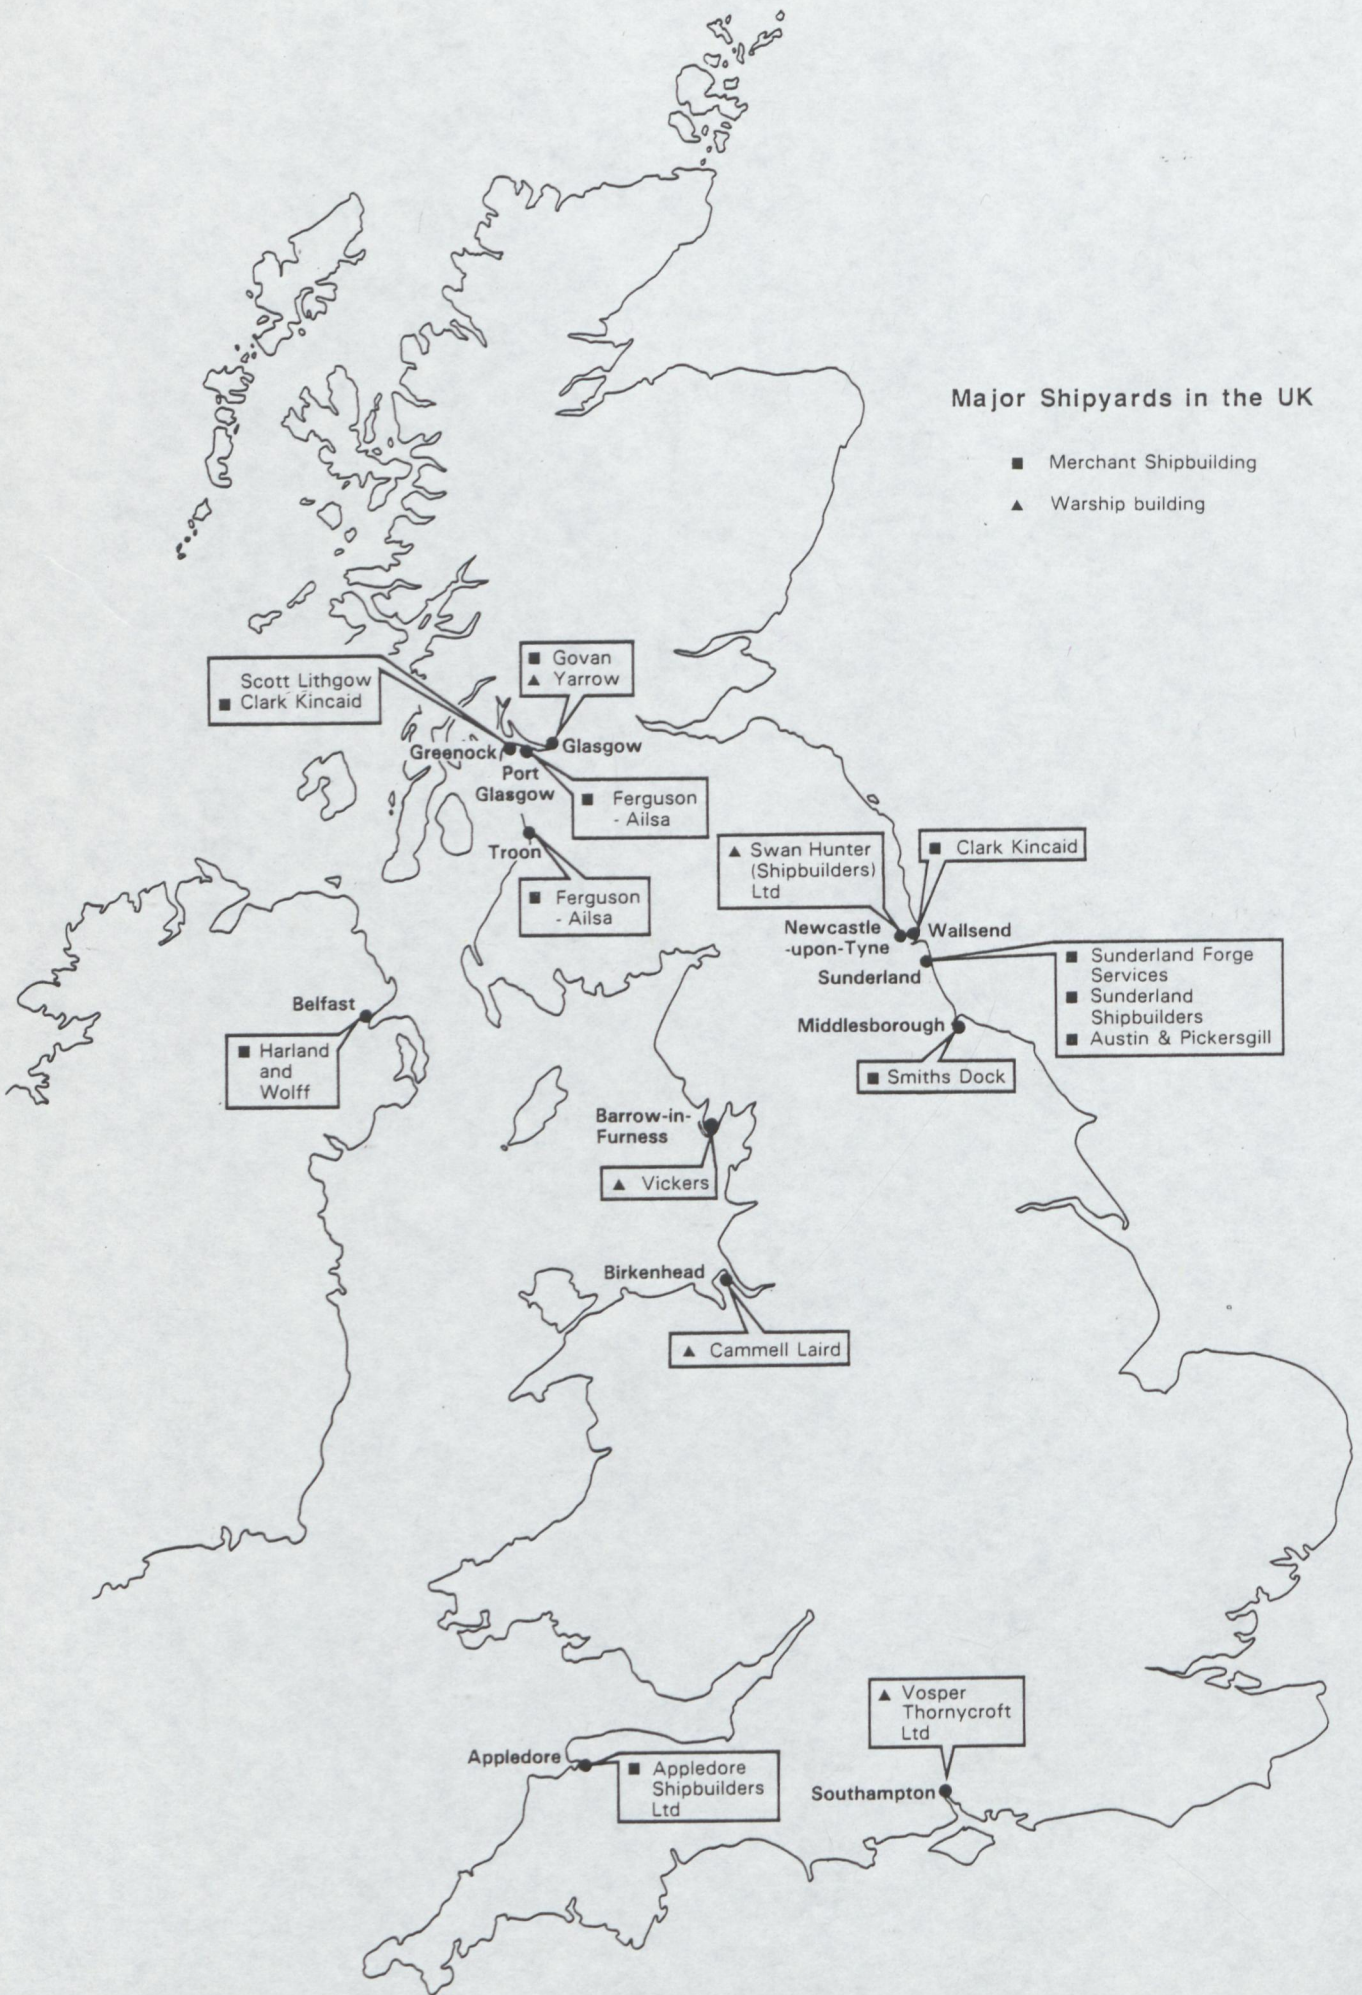 Major Shipyards in the UK
■ Merchant Shipbuilding
▲ Warship building
Scott Lithgow
■ Clark Kincaid
■ Govan
▲ Yarrow
Greenock
Glasgow
Port
Glasgow
■ Ferguson
- Ailsa
Troon
■ Ferguson
- Ailsa
▲ Swan Hunter
(Shipbuilders)
Ltd
■ Clark Kincaid
Newcastle
-upon-Tyne
Wallsend
Sunderland
■ Sunderland Forge
Services
■ Sunderland
Shipbuilders
■ Austin & Pickersgill
Belfast
■ Harland
and
Wolff
Middlesborough
■ Smiths Dock
Barrow-in-
Furness
▲ Vickers
Birkenhead
▲ Cammell Laird
▲ Vosper
Thornycroft
Ltd
Appledore
■ Appledore
Shipbuilders
Ltd
Southampton